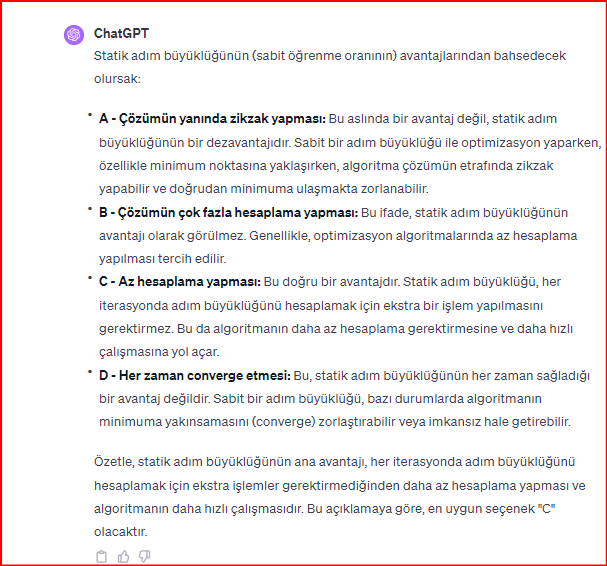 ChatGPT
Statik adım büyüklüğünün (sabit öğrenme oranının) avantajlarından bahsedecek
olursak:
• A - Çözümün yanında zikzak yapması: Bu aslında bir avantaj değil, statik adım
büyüklüğünün bir dezavantajıdır. Sabit bir adım büyüklüğü ile optimizasyon yaparken,
özellikle minimum noktasına yaklaşırken, algoritma çözümün etrafında zikzak
yapabilir ve doğrudan minimuma ulaşmakta zorlanabilir.
• B - Çözümün çok fazla hesaplama yapması: Bu ifade, statik adım büyüklüğünün
avantajı olarak görülmez. Genellikle, optimizasyon algoritmalarında az hesaplama
yapılması tercih edilir.
• C - Az hesaplama yapması: Bu doğru bir avantajdır. Statik adım büyüklüğü, her
iterasyonda adım büyüklüğünü hesaplamak için ekstra bir işlem yapılmasını
gerektirmez. Bu da algoritmanın daha az hesaplama gerektirmesine ve daha hızlı
çalışmasına yol açar.
• D - Her zaman converge etmesi: Bu, statik adım büyüklüğünün her zaman sağladığı
bir avantaj değildir. Sabit bir adım büyüklüğü, bazı durumlarda algoritmanın
minimuma yakınsamasını (converge) zorlaştırabilir veya imkansız hale getirebilir.
Özetle, statik adım büyüklüğünün ana avantajı, her iterasyonda adım büyüklüğünü
hesaplamak için ekstra işlemler gerektirmediğinden daha az hesaplama yapması ve
algoritmanın daha hızlı çalışmasıdır. Bu açıklamaya göre, en uygun seçenek "C"
olacaktır.